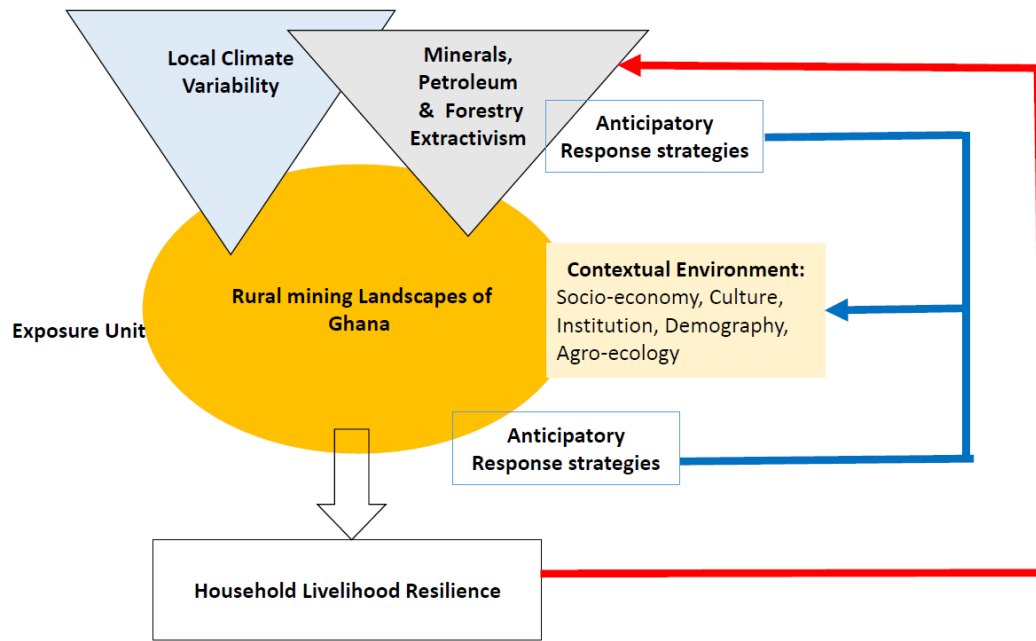 Local Climate
Variability
Minerals,
Petroleum
& Forestry
Extractivism
Anticipatory
Response strategies
Contextual Environment:
Socio-economy, Culture,
Institution, Demography,
Agro-ecology
Rural mining Landscapes of
Ghana
Exposure Unit
Anticipatory
Response strategies
Household Livelihood Resilience